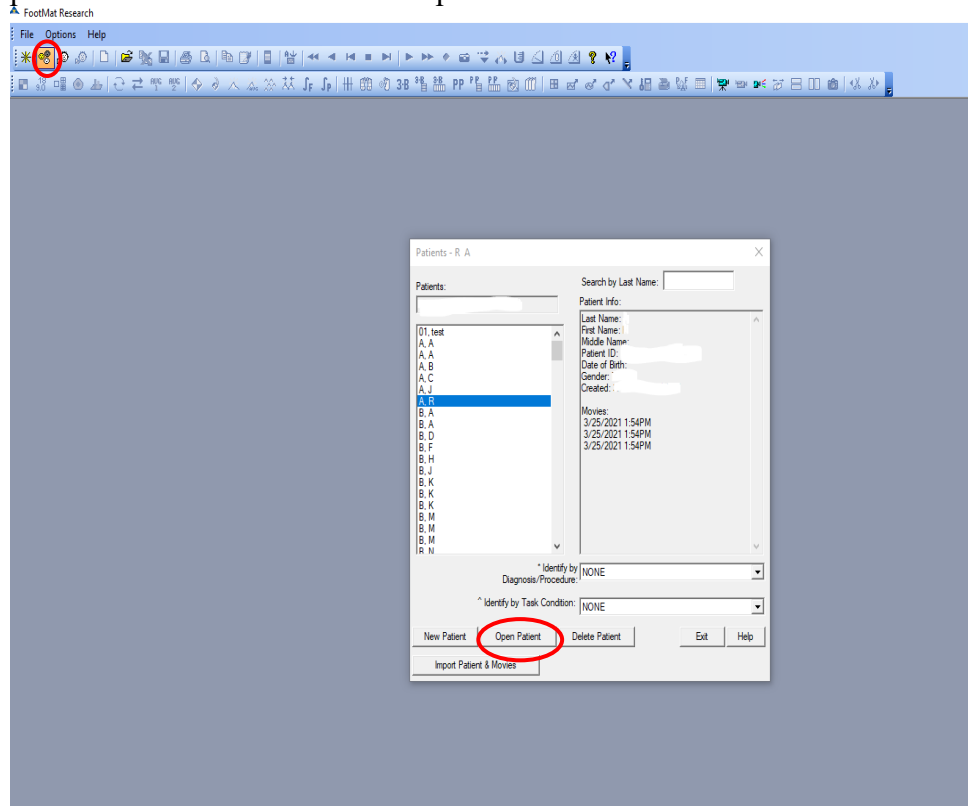 FootMat Research
File Options Help
Patients - R A
Patients:
Search by Last Name:
Patient Info:
01, test
A, A
A, A
A, B
A, C
A, J
A, R
B, A
B, A
B, D
B, F
B, H
B, J
B, K
B, K
B, K
B, M
B, M
B, M
B, N
Last Name:
First Name:
Middle Name:
Patient ID:
Date of Birth:
Gender:
Created:
Movies:
3/25/2021 1:54PM
3/25/2021 1:54PM
3/25/2021 1:54PM
* Identify by
Diagnosis/Procedure:
NONE
^ Identify by Task Condition:
NONE
New Patient Open Patient Delete Patient Exit Help
Import Patient & Movies